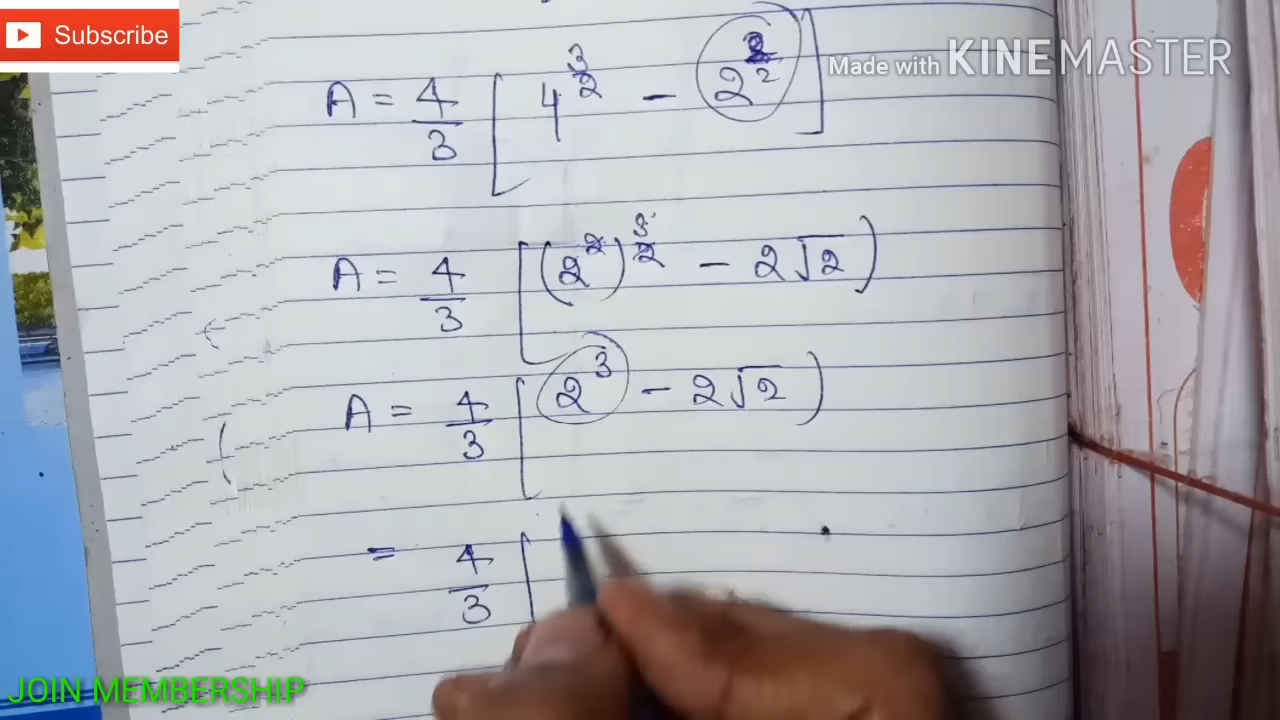 Subscribe
Made with KINEMASTER
A = 4/3 [ 4^(3/2) - 2^(3/2) ]
A = 4/3 [ (2^2)^(3/2) - 2√2 )
A = 4/3 [ 2^3 - 2√2 )
= 4/3 [
JOIN MEMBERSHIP